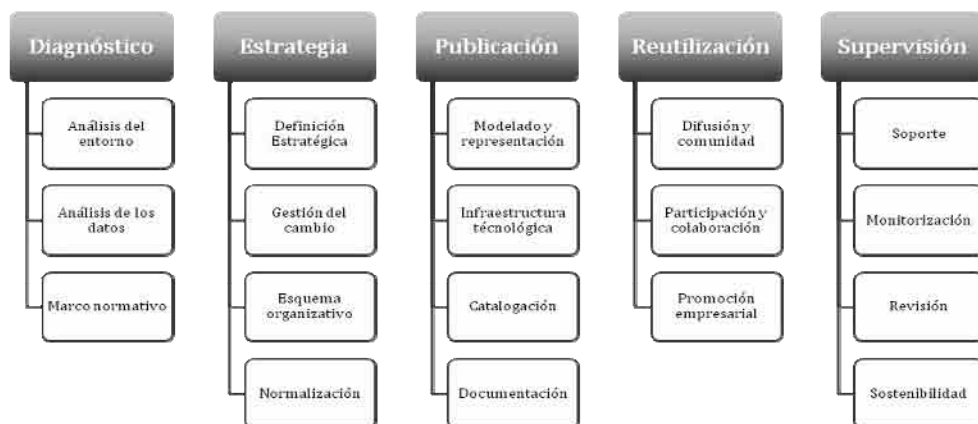 Diagnóstico
Análisis del
entorno
Análisis de los
datos
Marco normativo
Estrategia
Definición
Estratégica
Gestión del
cambio
Esquema
organizativo
Normalización
Publicación
Modelado y
representación
Infraestructura
técnológica
Catalogación
Documentación
Reutilización
Difusión y
comunidad
Participación y
colaboración
Promoción
empresarial
Supervisión
Soporte
Monitorización
Revisión
Sostenibilidad